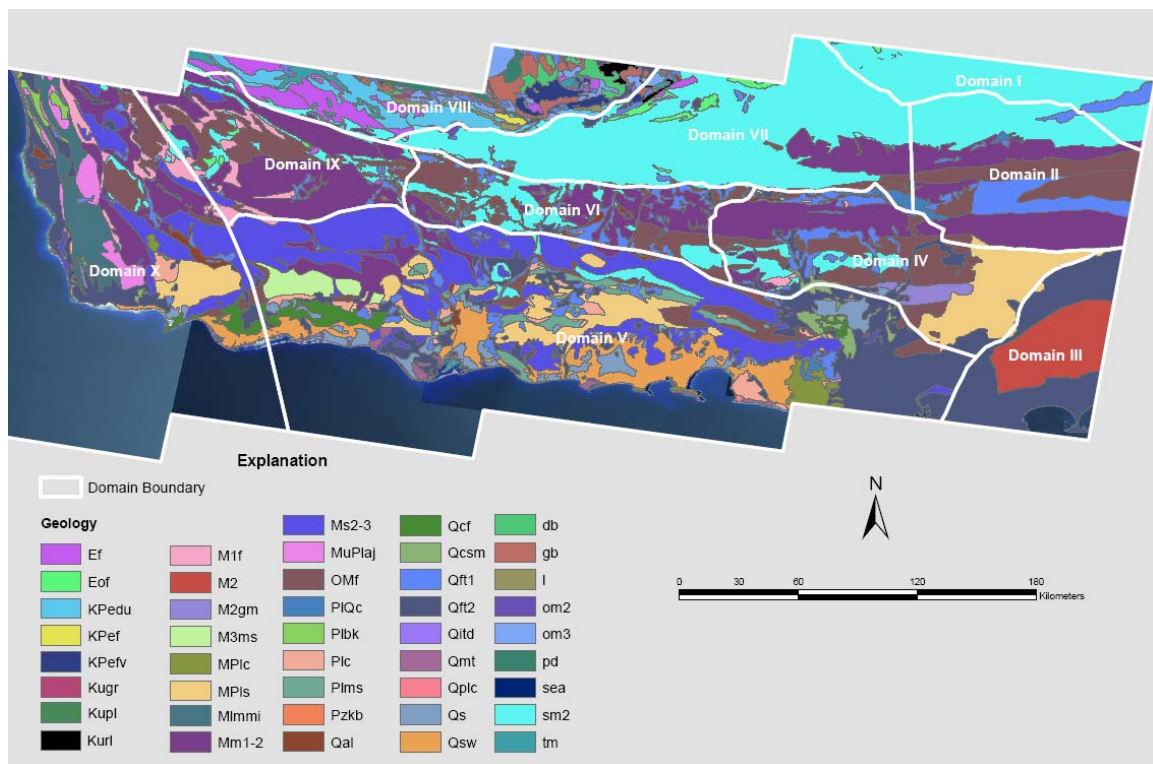 Domain I
Domain VIII
Domain VII
Domain IX
Domain II
Domain VI
Domain X
Domain IV
Domain V
Domain III
Explanation
Domain Boundary
Geology
Ef
Eof
KPedu
KPef
KPefv
Kugr
Kupl
Kurl
M1f
M2
M2gm
M3ms
MPlc
MPls
Mlmmi
Mm1-2
Ms2-3
MuPlaj
OMf
PlQc
Plbk
Plc
Plms
Pzkb
Qal
Qcf
Qcsm
Qft1
Qft2
Qitd
Qmt
Qplc
Qs
Qsw
db
gb
l
om2
om3
pd
sea
sm2
tm
N
0 30 60 120 180
Kilometers